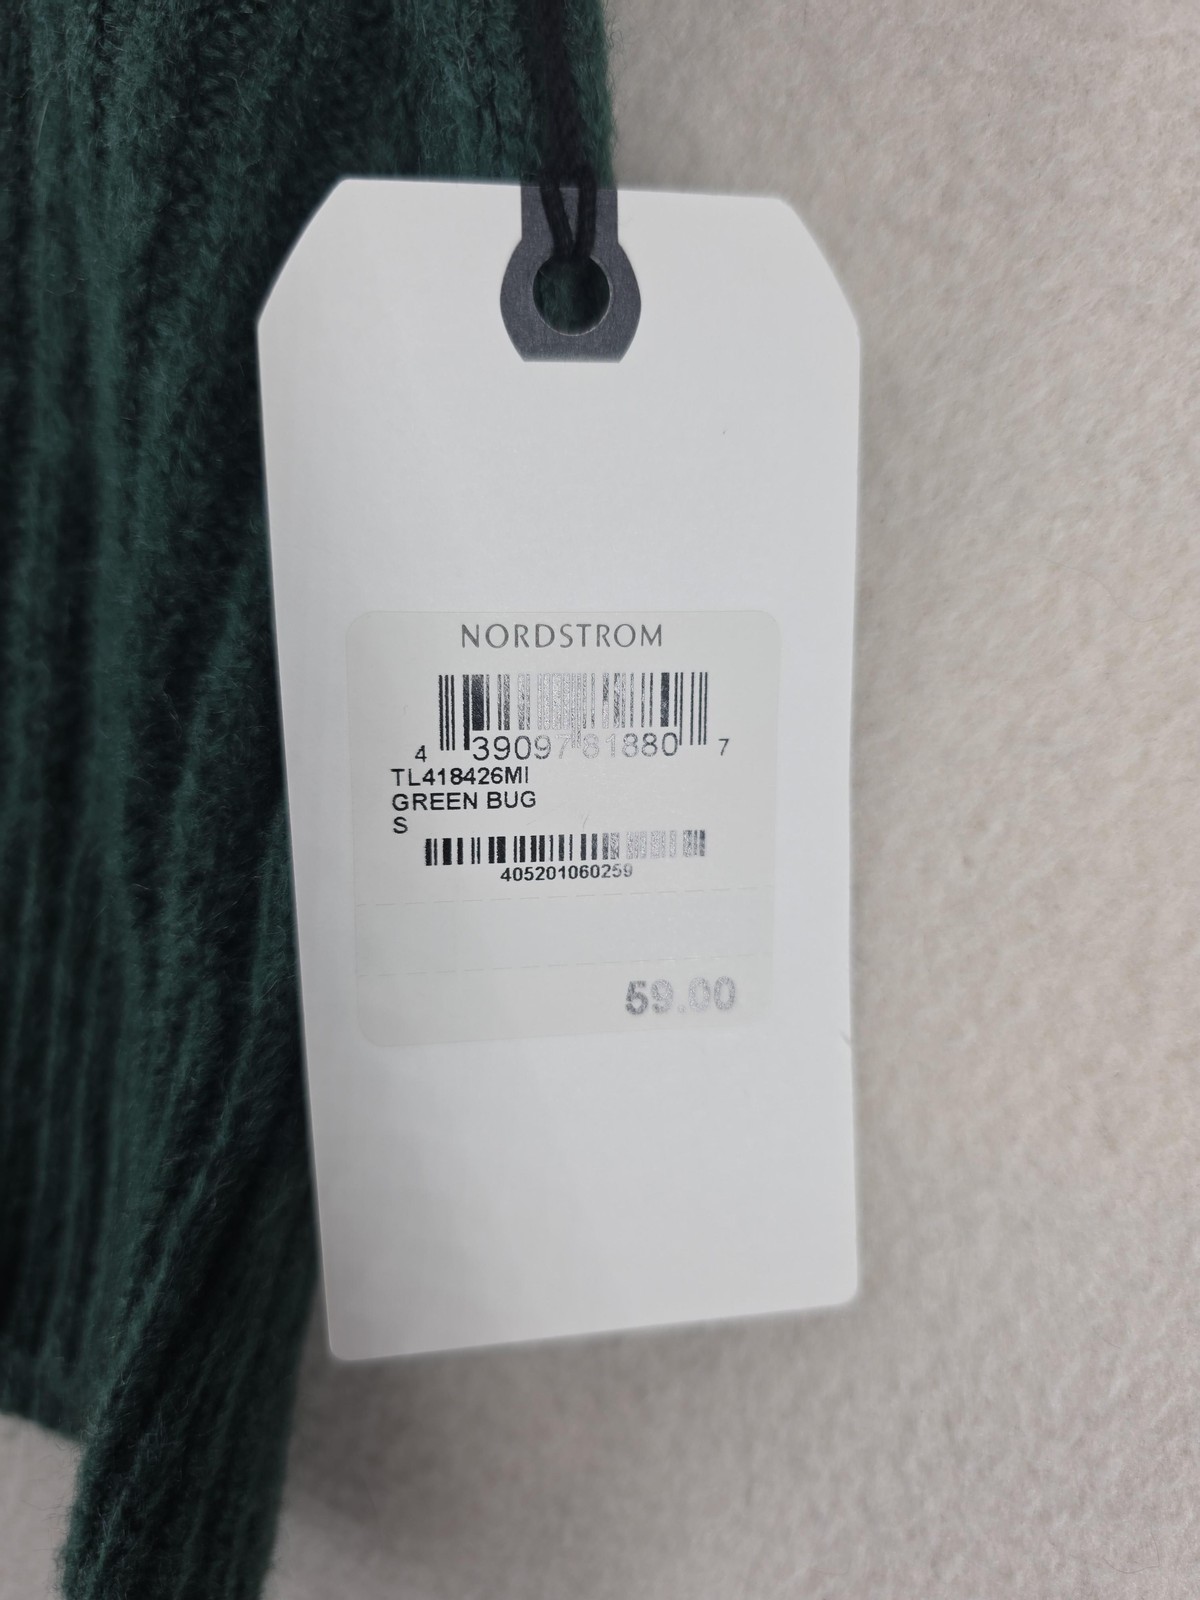 NORDSTROM
4 39097 81880 7
TL418426MI
GREEN BUG
S
405201060259
59.00